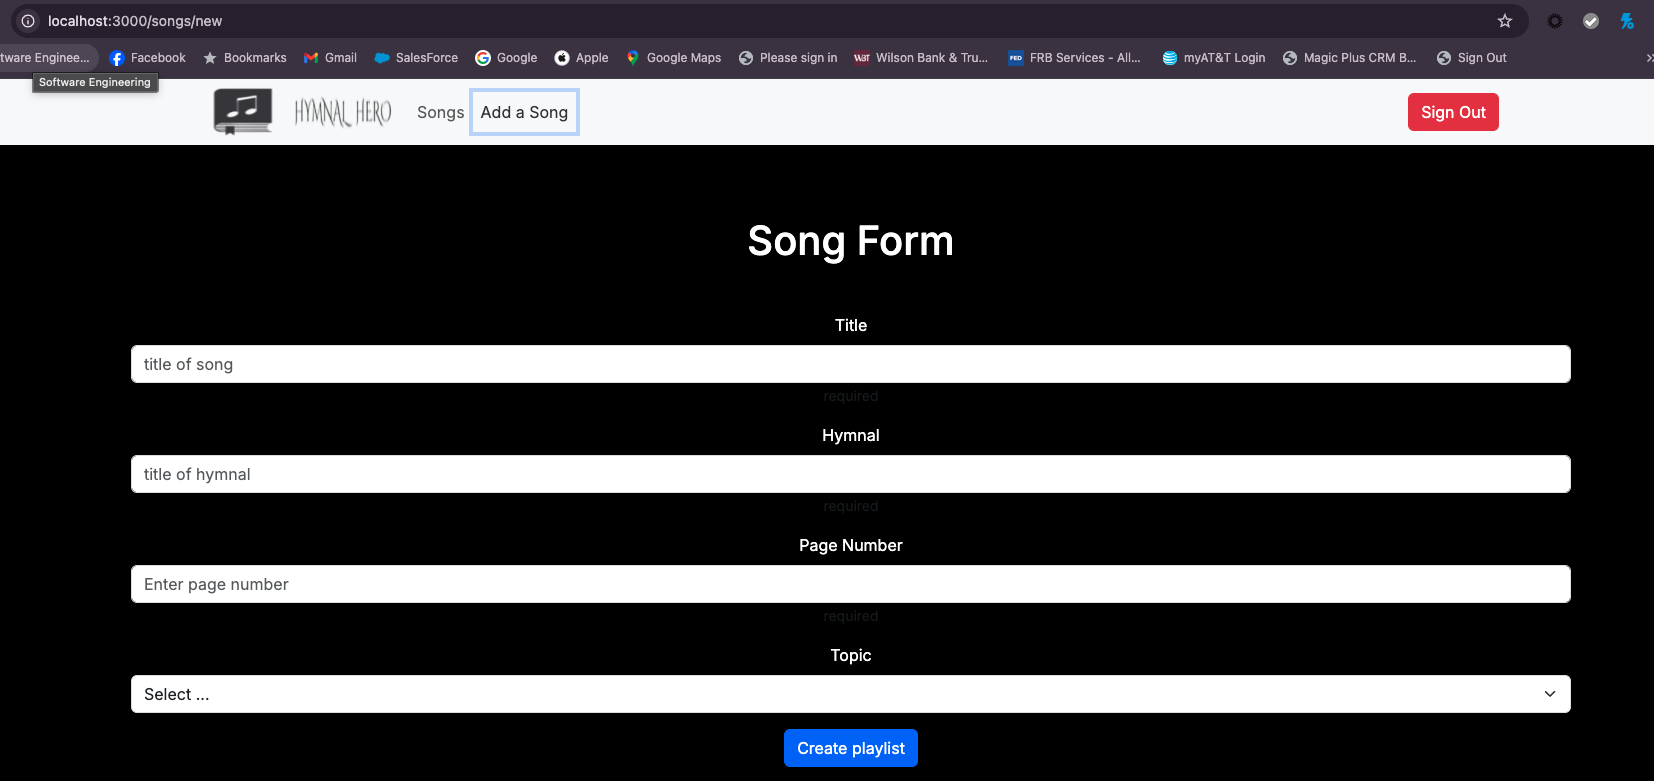 localhost:3000/songs/new
tware Enginee... Facebook Bookmarks Gmail SalesForce Google Apple Google Maps Please sign in Wilson Bank & Tru... FRB Services - All... myAT&T Login Magic Plus CRM B... Sign Out
Software Engineering
HYMNAL HERO Songs Add a Song Sign Out
Song Form
Title
title of song
required
Hymnal
title of hymnal
required
Page Number
Enter page number
required
Topic
Select ...
Create playlist